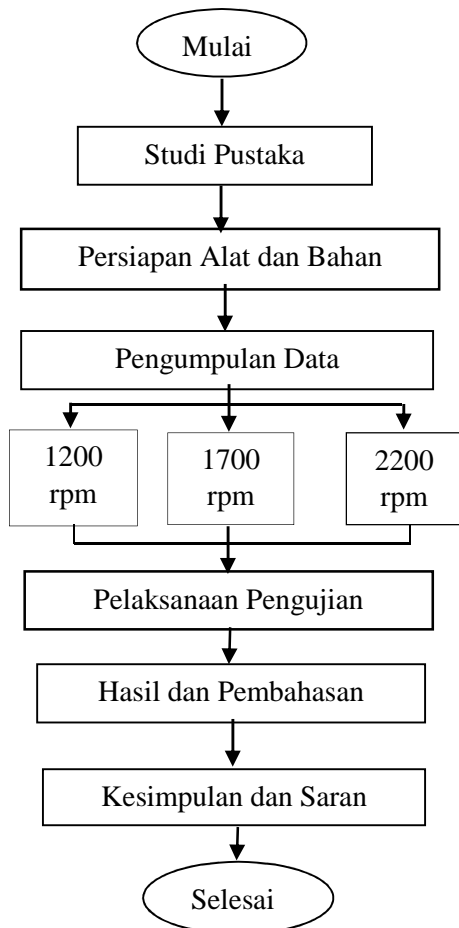 Mulai
Studi Pustaka
Persiapan Alat dan Bahan
Pengumpulan Data
1200
rpm
1700
rpm
2200
rpm
Pelaksanaan Pengujian
Hasil dan Pembahasan
Kesimpulan dan Saran
Selesai